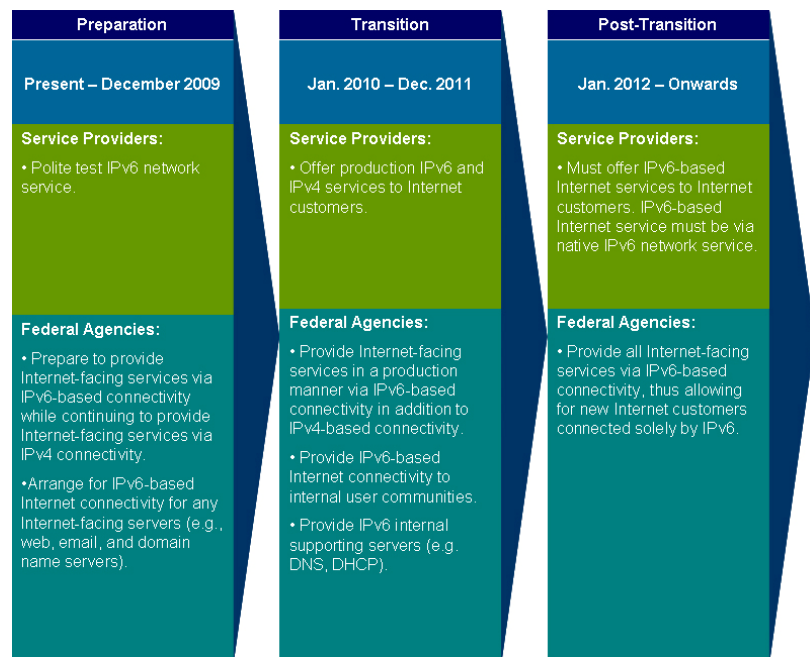 Preparation
Present – December 2009
Service Providers:
• Polite test IPv6 network
service.
Federal Agencies:
• Prepare to provide
Internet-facing services via
IPv6-based connectivity
while continuing to provide
Internet-facing services via
IPv4 connectivity.
•Arrange for IPv6-based
Internet connectivity for any
Internet-facing servers (e.g.,
web, email, and domain
name servers).
Transition
Jan. 2010 – Dec. 2011
Service Providers:
• Offer production IPv6 and
IPv4 services to Internet
customers.
Federal Agencies:
• Provide Internet-facing
services in a production
manner via IPv6-based
connectivity in addition to
IPv4-based connectivity.
• Provide IPv6-based
Internet connectivity to
internal user communities.
• Provide IPv6 internal
supporting servers (e.g.
DNS, DHCP).
Post-Transition
Jan. 2012 – Onwards
Service Providers:
• Must offer IPv6-based
Internet services to Internet
customers. IPv6-based
Internet service must be via
native IPv6 network service.
Federal Agencies:
• Provide all Internet-facing
services via IPv6-based
connectivity, thus allowing
for new Internet customers
connected solely by IPv6.